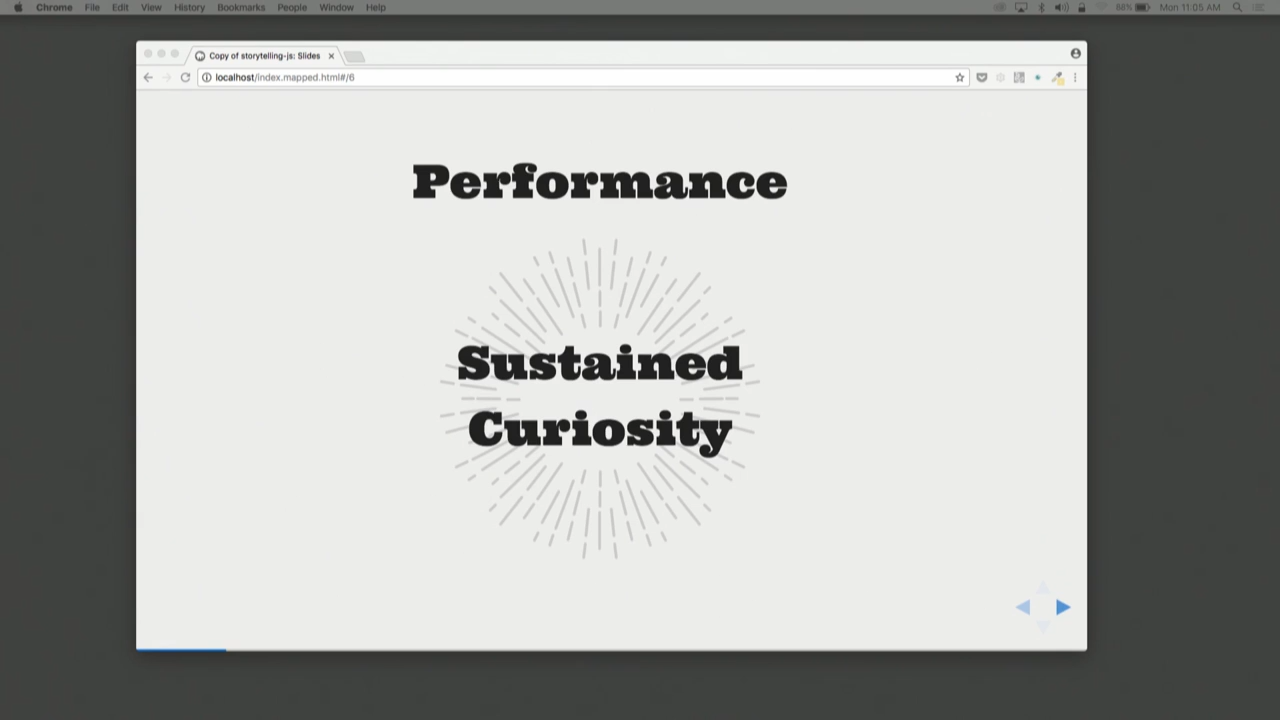 Chrome File Edit View History Bookmarks People Window Help 88% Mon 11:05 AM
Copy of storytelling-js: Slides
localhost/index.mapped.html#/6
Performance
Sustained
Curiosity